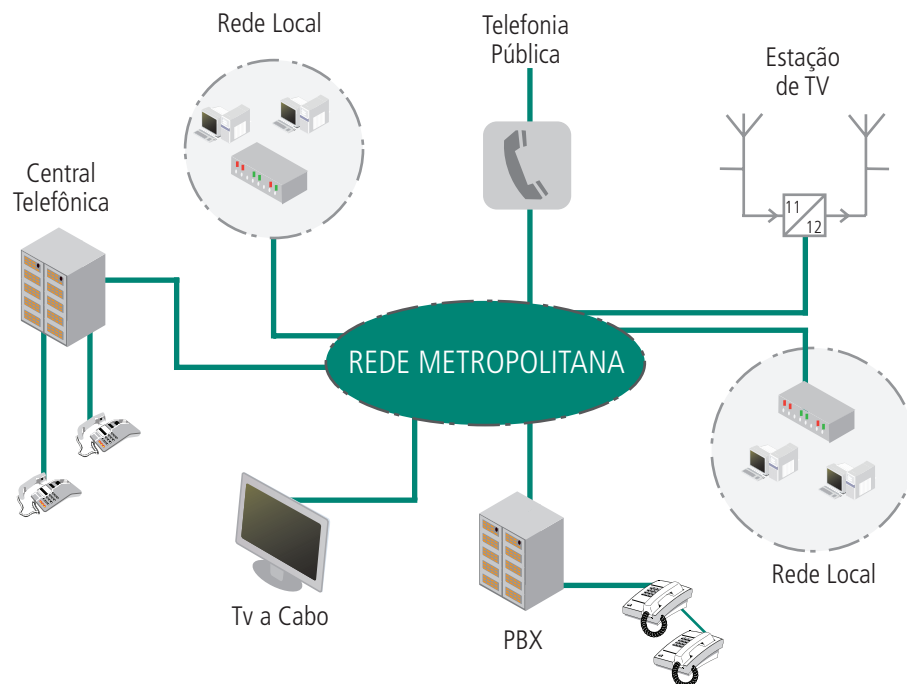 Rede Local
Telefonia
Pública
Estação
de TV
Central
Telefônica
11
12
REDE METROPOLITANA
Tv a Cabo
PBX
Rede Local